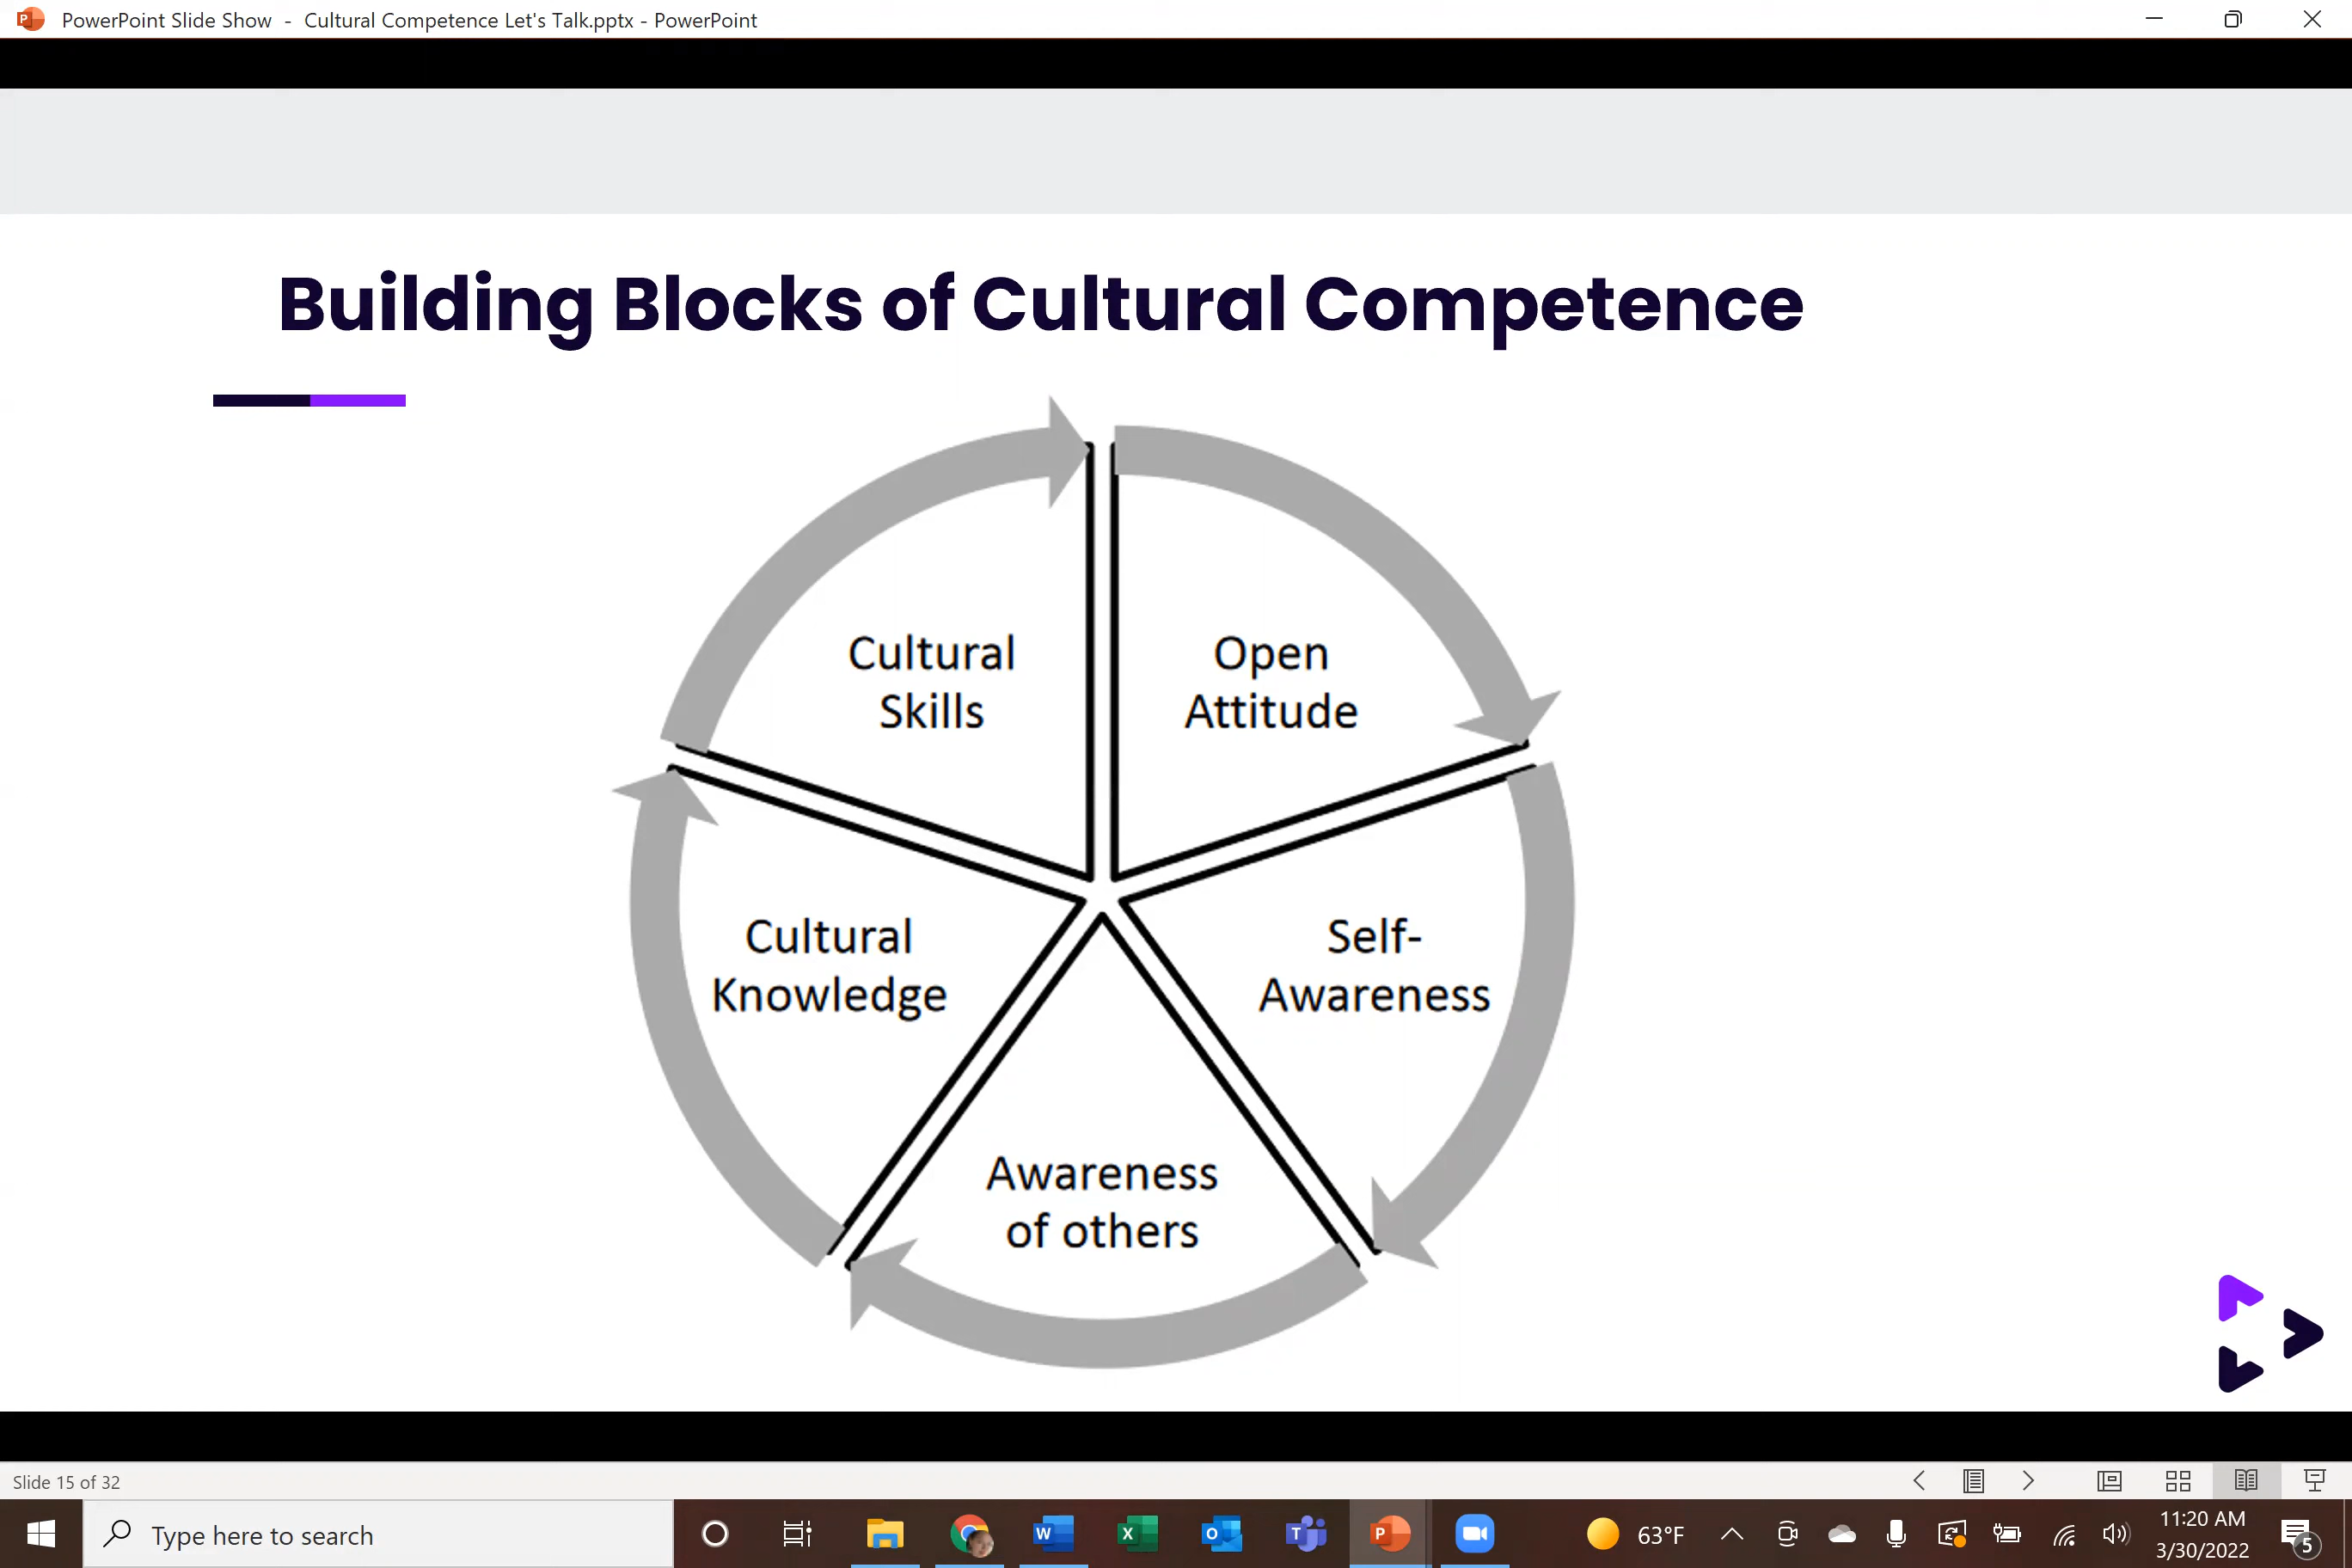 PowerPoint Slide Show - Cultural Competence Let's Talk.pptx - PowerPoint
Building Blocks of Cultural Competence
Cultural
Skills
Open
Attitude
Cultural
Knowledge
Self-
Awareness
Awareness
of others
Slide 15 of 32
Type here to search
63°F
11:20 AM
3/30/2022
5